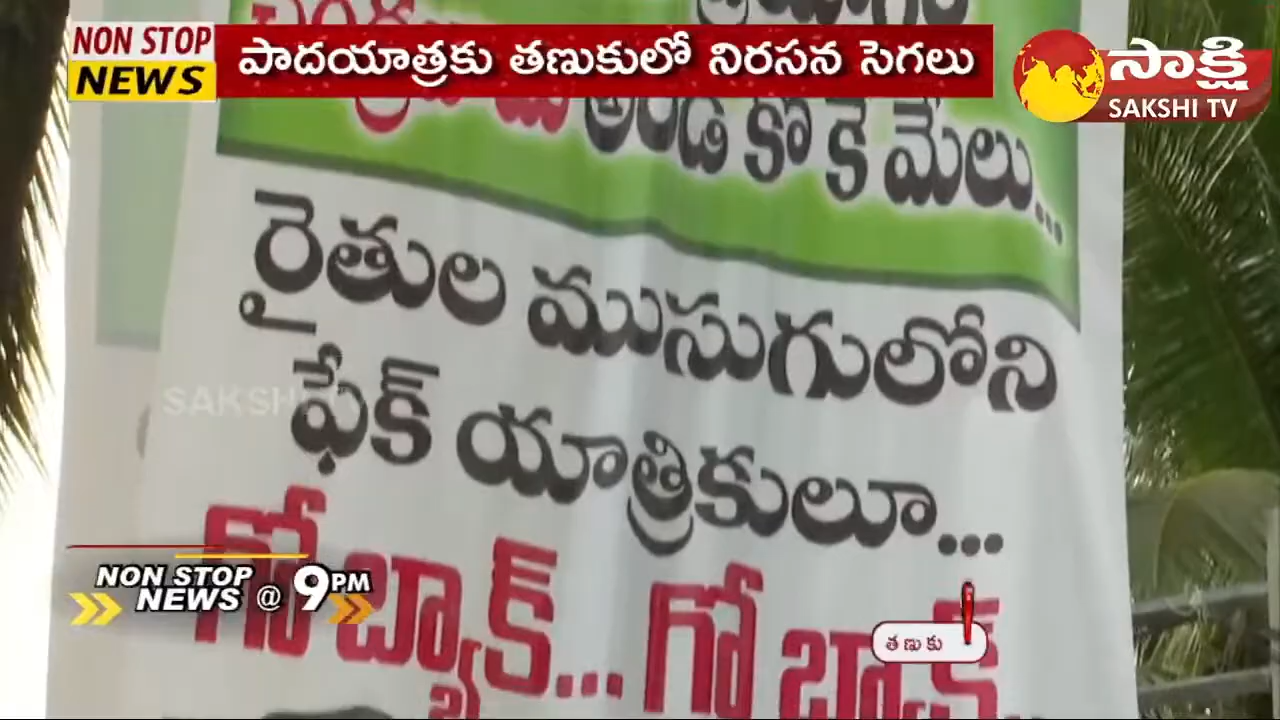 NON STOP
NEWS
పాదయాత్రకు తణుకులో నిరసన సెగలు
సాక్షి
SAKSHI TV
కో కే మేలు...
రైతుల ముసుగులోని
SAKSHI
ఫేక్ యాత్రికులూ...
గో బ్యాక్... గో బ్యాక్
NON STOP
NEWS @ 9PM
తణుకు